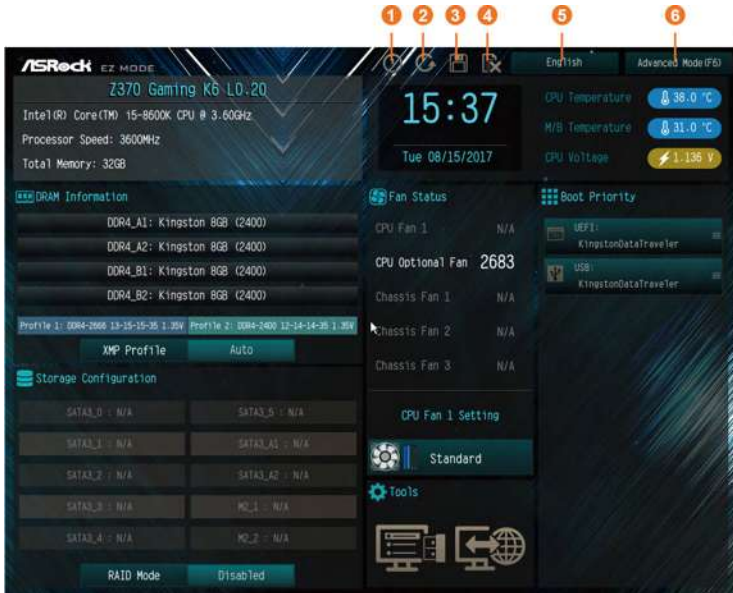 1 2 3 4 5 6
ASRock EZ MODE
English
Advanced Mode(F6)
Z370 Gaming K6 L0.20
Intel(R) Core(TM) i5-8600K CPU @ 3.60GHz
Processor Speed: 3600MHz
Total Memory: 32GB
15:37
Tue 08/15/2017
CPU Temperature 38.0 °C
M/B Temperature 31.0 °C
CPU Voltage 1.136 V
DRAM Information
DDR4_A1: Kingston 8GB (2400)
DDR4_A2: Kingston 8GB (2400)
DDR4_B1: Kingston 8GB (2400)
DDR4_B2: Kingston 8GB (2400)
Profile 1: DDR4-2666 13-15-15-35 1.35V Profile 2: DDR4-2400 12-14-14-35 1.35V
XMP Profile Auto
Storage Configuration
SATA3_0 : N/A SATA3_5 : N/A
SATA3_1 : N/A SATA3_A1 : N/A
SATA3_2 : N/A SATA3_A2 : N/A
SATA3_3 : N/A M2_1 : N/A
SATA3_4 : N/A M2_2 : N/A
RAID Mode Disabled
Fan Status
CPU Fan 1 N/A
CPU Optional Fan 2683
Chassis Fan 1 N/A
Chassis Fan 2 N/A
Chassis Fan 3 N/A
CPU Fan 1 Setting
Standard
Tools
Boot Priority
UEFI:
KingstonDataTraveler
USB:
KingstonDataTraveler